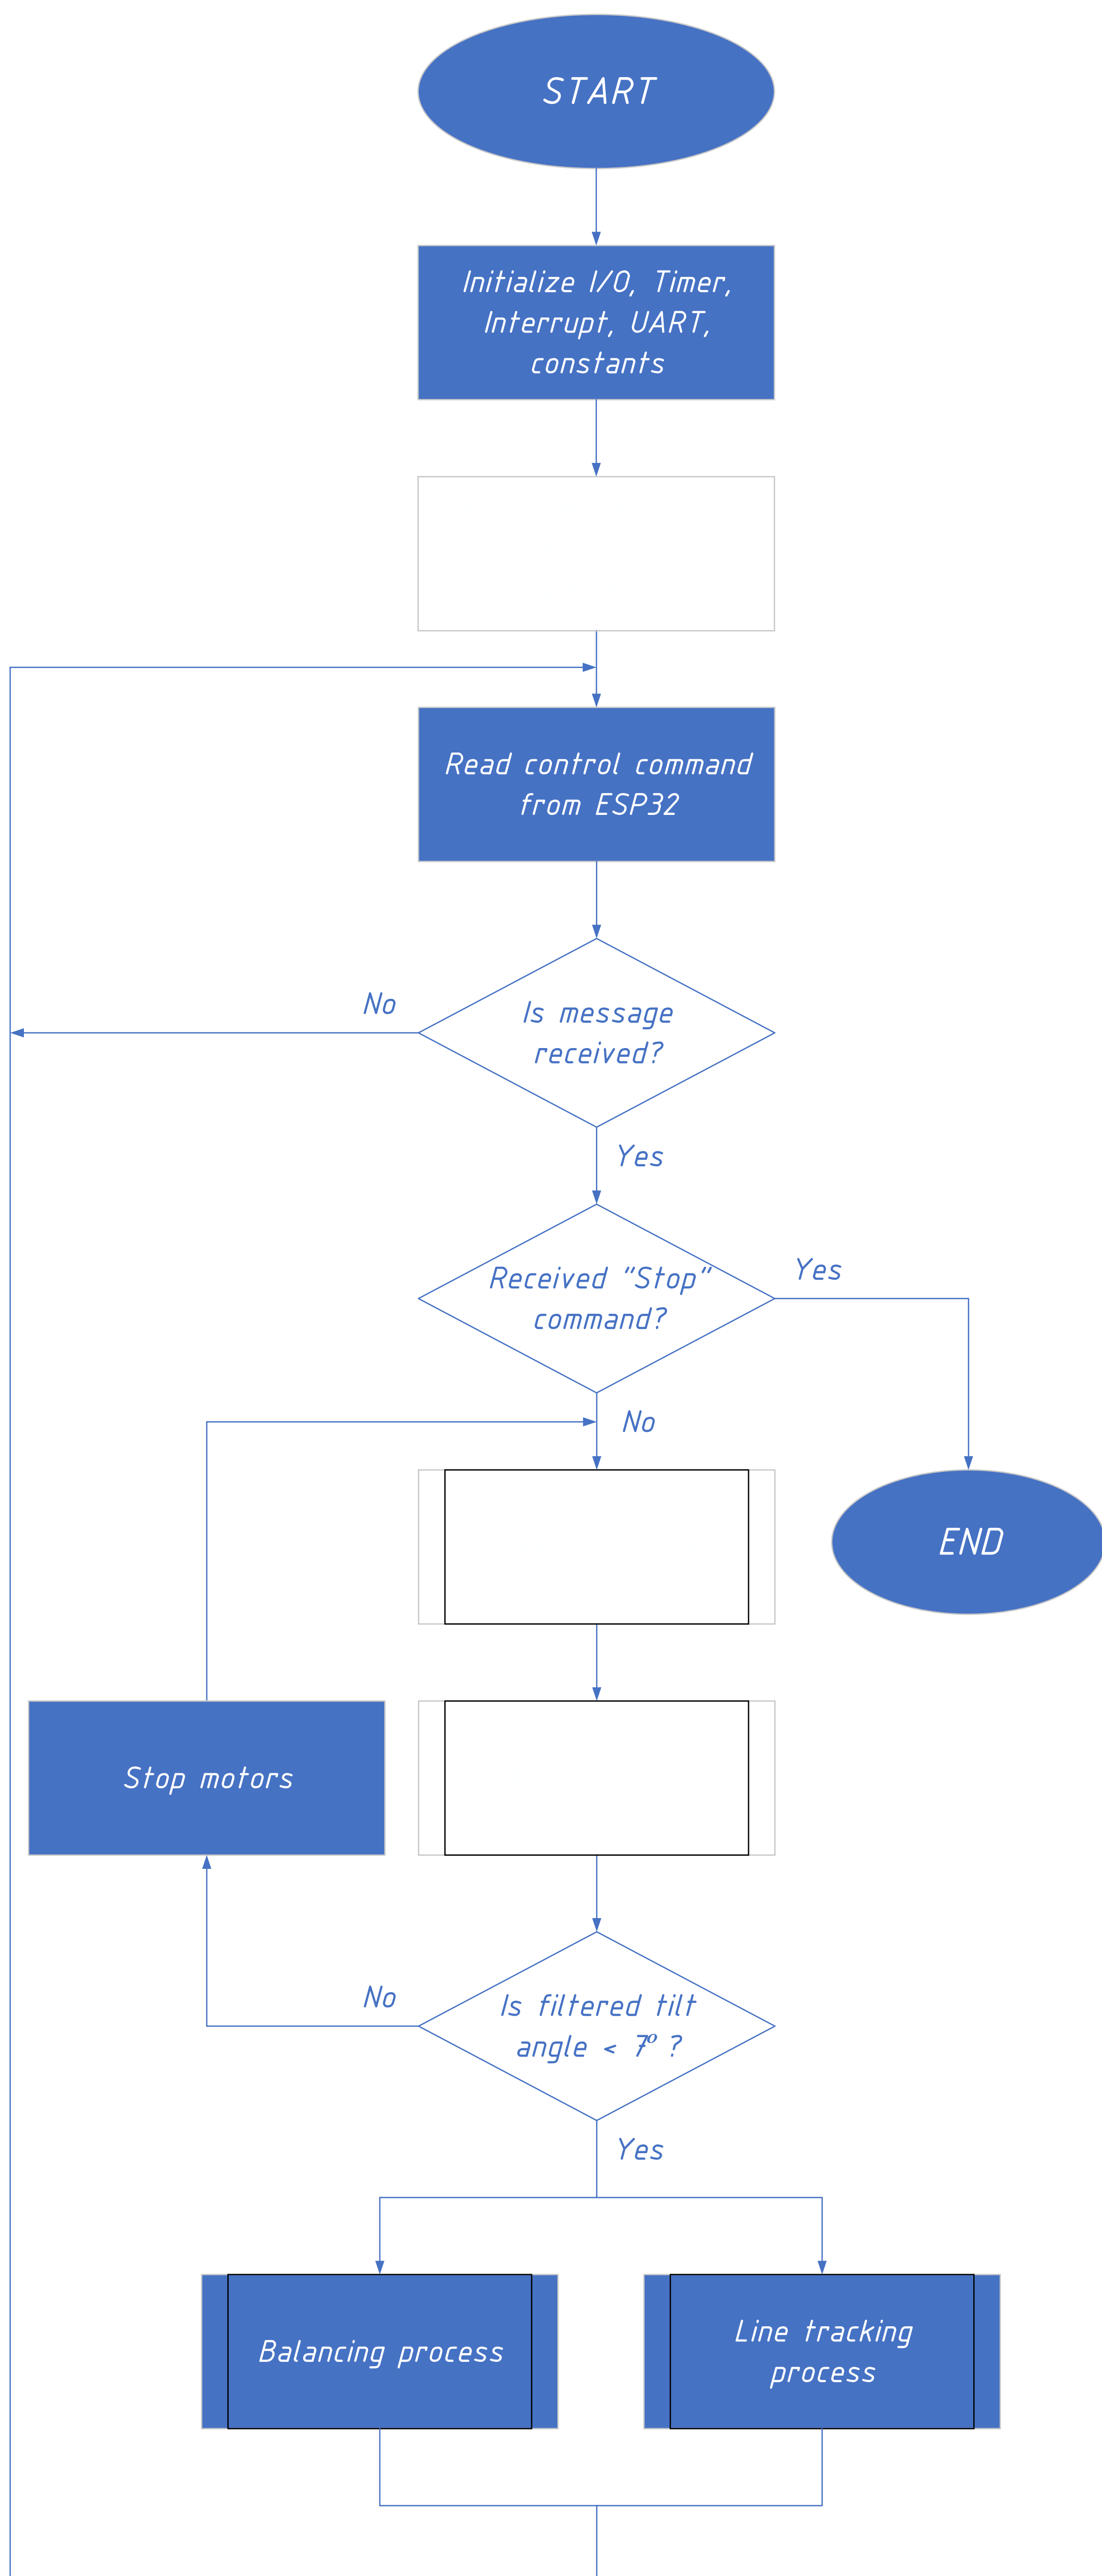 START
Initialize I/O, Timer,
Interrupt, UART,
constants
Read control command
from ESP32
No
Is message
received?
Yes
Received "Stop"
command?
Yes
No
END
Stop motors
No
Is filtered tilt
angle < 7º ?
Yes
Balancing process
Line tracking
process